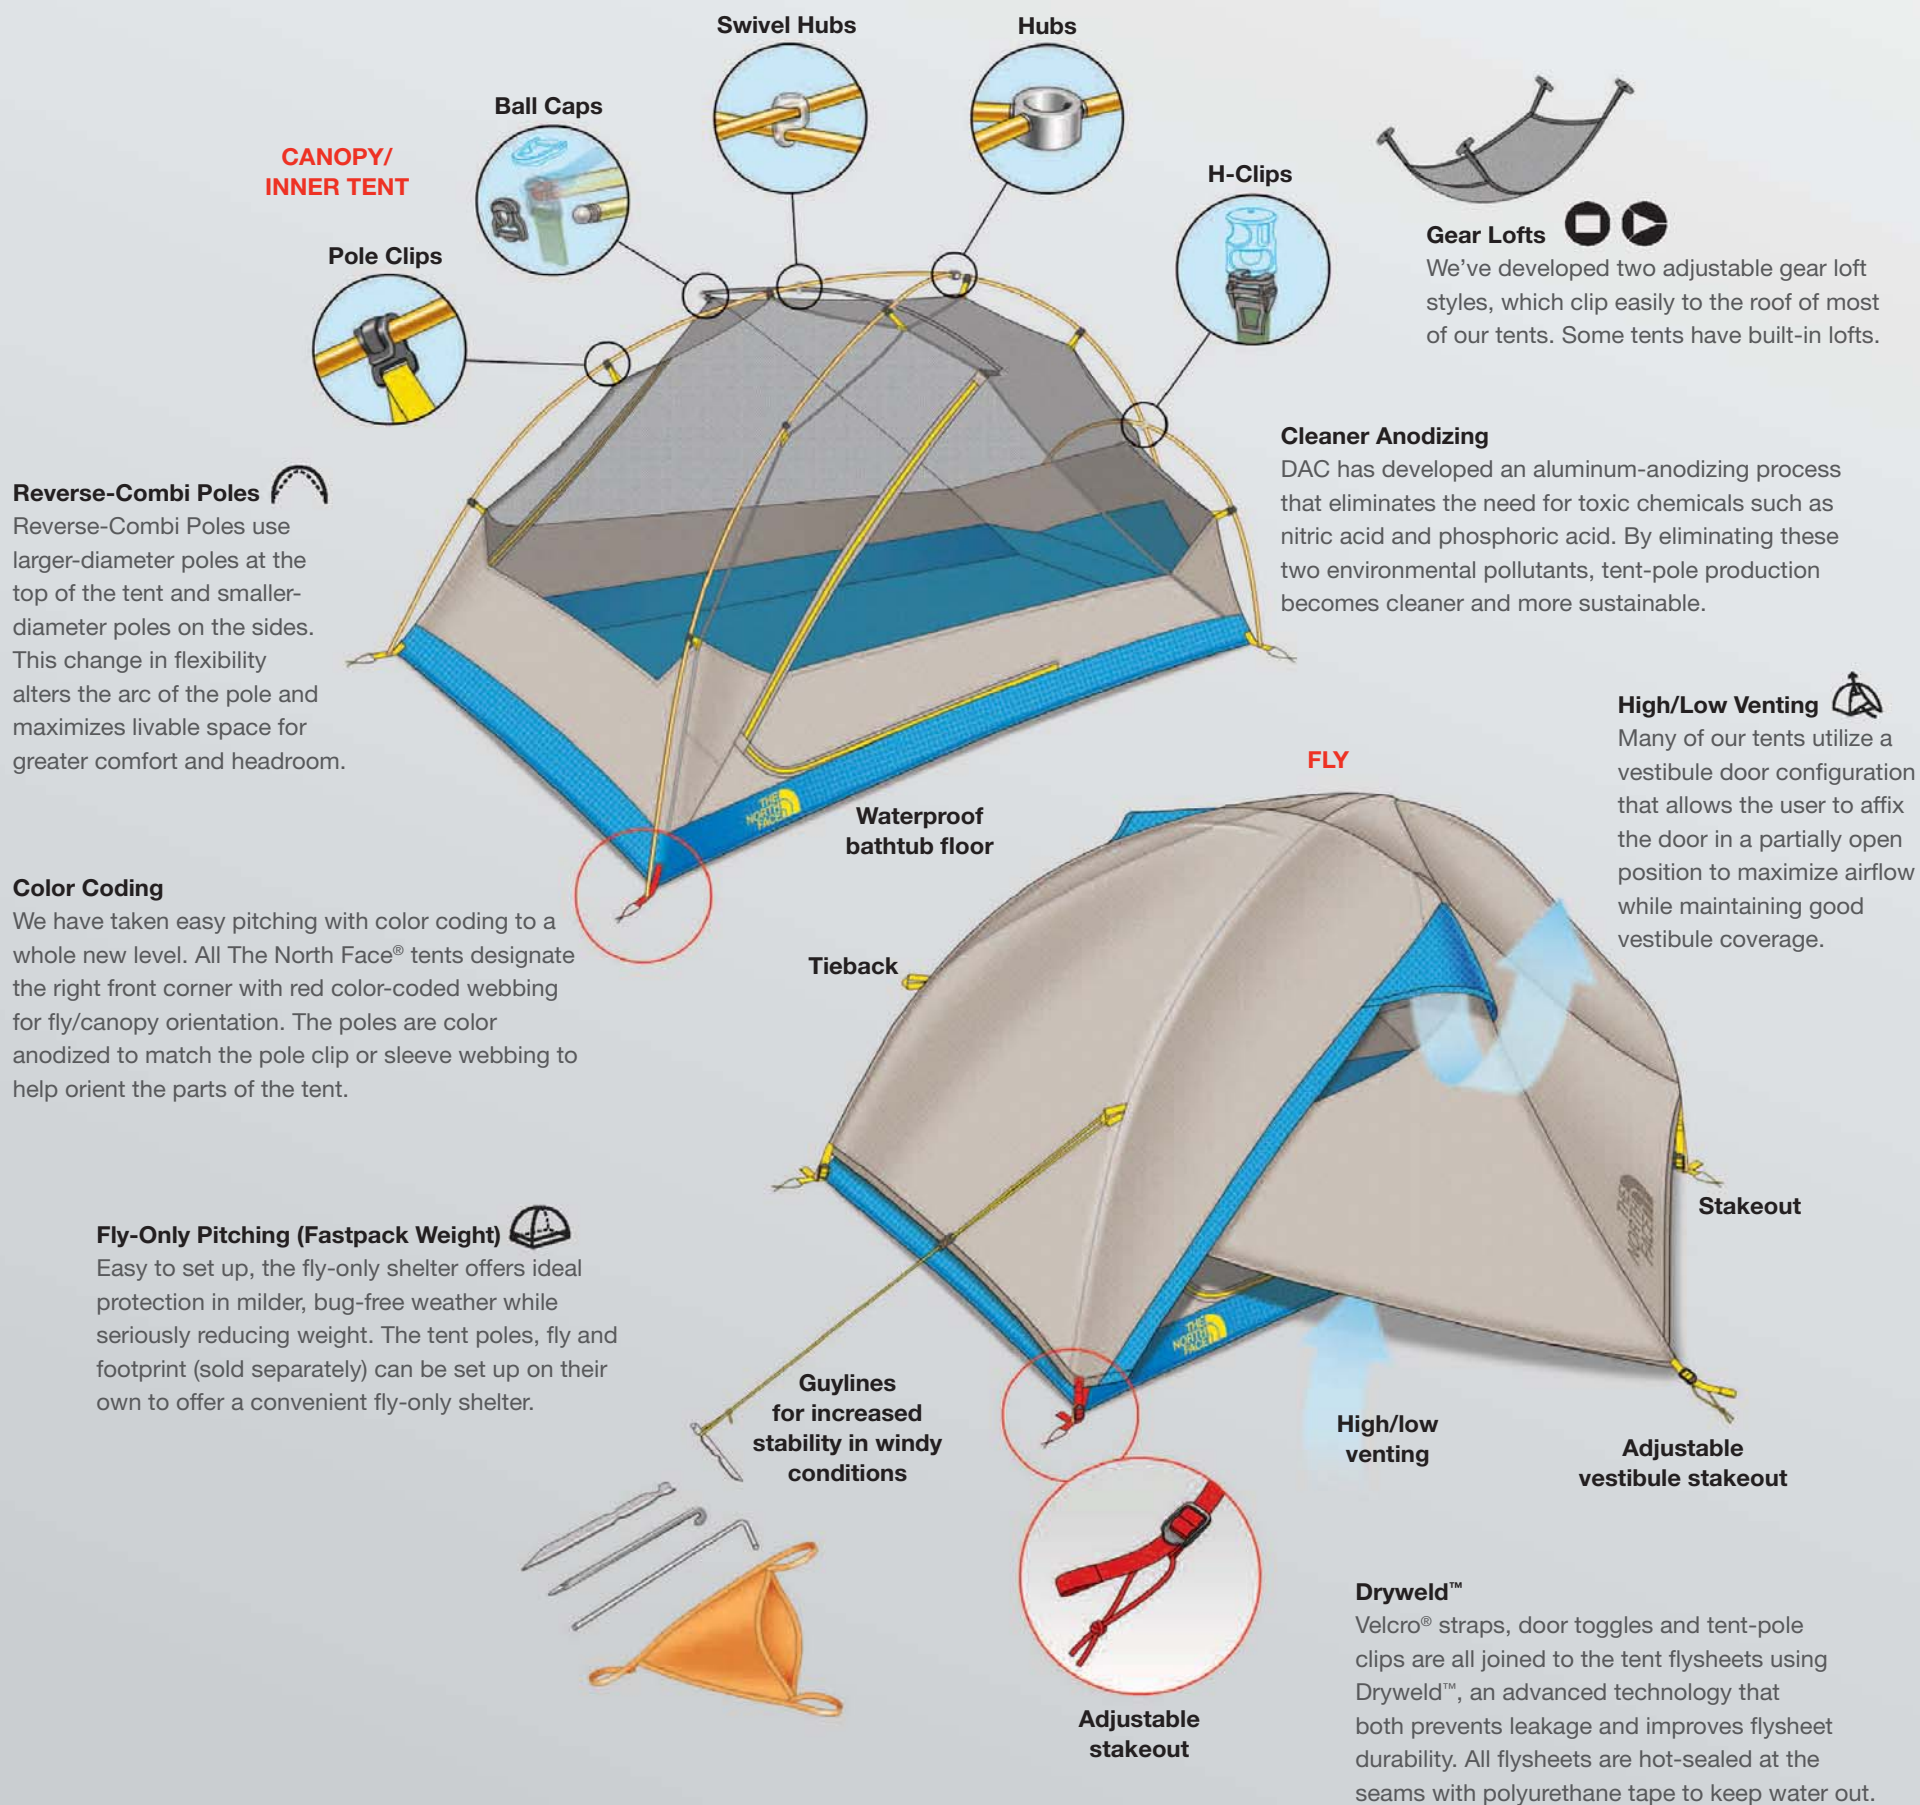 Swivel Hubs
Hubs
Ball Caps
CANOPY/
INNER TENT
H-Clips
Pole Clips
Gear Lofts
We’ve developed two adjustable gear loft
styles, which clip easily to the roof of most
of our tents. Some tents have built-in lofts.
Cleaner Anodizing
DAC has developed an aluminum-anodizing process
that eliminates the need for toxic chemicals such as
nitric acid and phosphoric acid. By eliminating these
two environmental pollutants, tent-pole production
becomes cleaner and more sustainable.
Reverse-Combi Poles
Reverse-Combi Poles use
larger-diameter poles at the
top of the tent and smaller-
diameter poles on the sides.
This change in flexibility
alters the arc of the pole and
maximizes livable space for
greater comfort and headroom.
High/Low Venting
Many of our tents utilize a
vestibule door configuration
that allows the user to affix
the door in a partially open
position to maximize airflow
while maintaining good
vestibule coverage.
FLY
THE
NORTH
FACE
Waterproof
bathtub floor
Color Coding
We have taken easy pitching with color coding to a
whole new level. All The North Face® tents designate
the right front corner with red color-coded webbing
for fly/canopy orientation. The poles are color
anodized to match the pole clip or sleeve webbing to
help orient the parts of the tent.
Tieback
Stakeout
THE
NORTH
FACE
Fly-Only Pitching (Fastpack Weight)
Easy to set up, the fly-only shelter offers ideal
protection in milder, bug-free weather while
seriously reducing weight. The tent poles, fly and
footprint (sold separately) can be set up on their
own to offer a convenient fly-only shelter.
THE
NORTH
FACE
Guylines
for increased
stability in windy
conditions
High/low
venting
Adjustable
vestibule stakeout
Adjustable
stakeout
Dryweld™
Velcro® straps, door toggles and tent-pole
clips are all joined to the tent flysheets using
Dryweld™, an advanced technology that
both prevents leakage and improves flysheet
durability. All flysheets are hot-sealed at the
seams with polyurethane tape to keep water out.